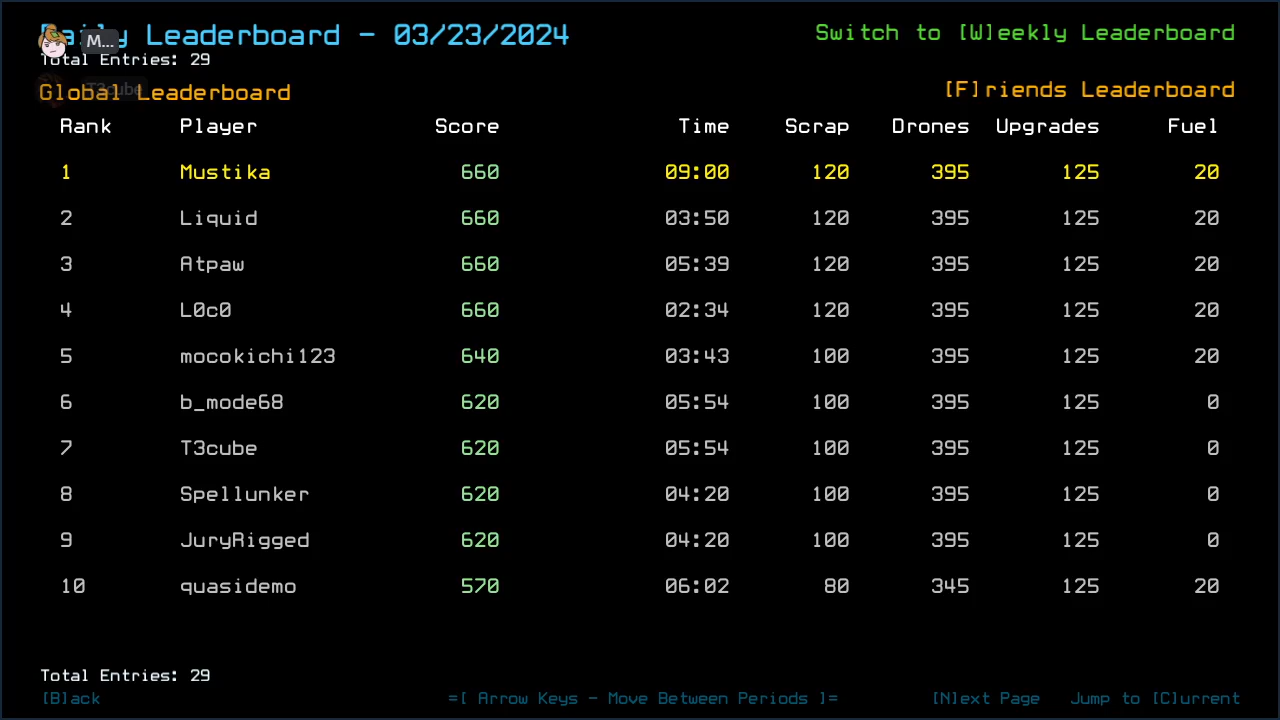 Daily Leaderboard - 03/23/2024
Switch to [W]eekly Leaderboard
M...
Total Entries: 29
T3cube
Global Leaderboard
[F]riends Leaderboard
Rank Player Score Time Scrap Drones Upgrades Fuel
1 Mustika 660 09:00 120 395 125 20
2 Liquid 660 03:50 120 395 125 20
3 Atpaw 660 05:39 120 395 125 20
4 L0c0 660 02:34 120 395 125 20
5 mocokichi123 640 03:43 100 395 125 20
6 b_mode68 620 05:54 100 395 125 0
7 T3cube 620 05:54 100 395 125 0
8 Spellunker 620 04:20 100 395 125 0
9 JuryRigged 620 04:20 100 395 125 0
10 quasidemo 570 06:02 80 345 125 20
Total Entries: 29
[B]ack =[ Arrow Keys - Move Between Periods ]= [N]ext Page Jump to [C]urrent